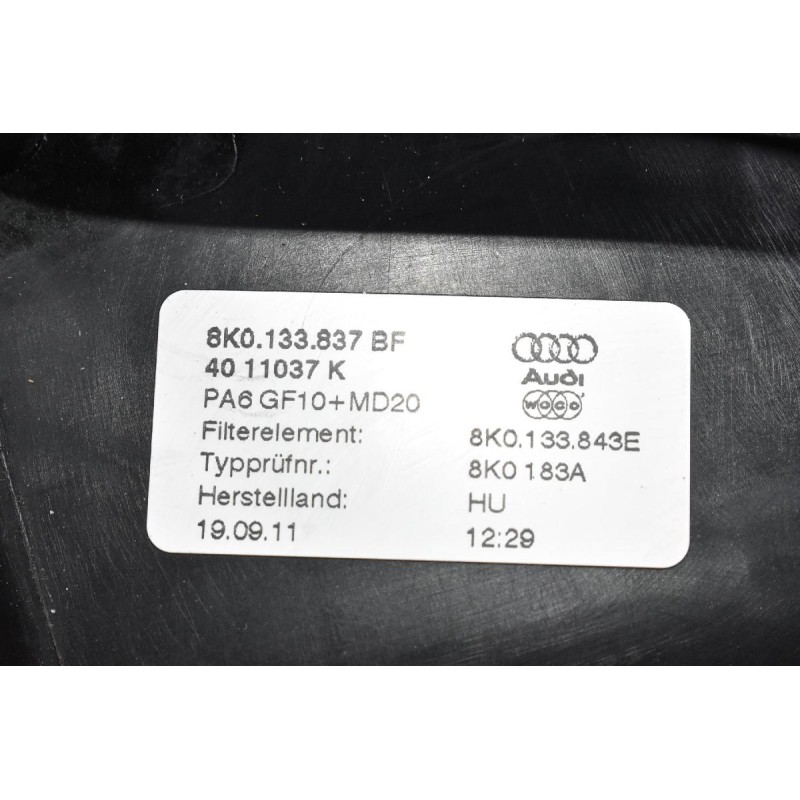 8K0.133.837 BF
40 11037 K
Audi
PA6 GF10+MD20
WOCO
Filterelement: 8K0.133.843E
Typprüfnr.: 8K0 183A
Herstellland: HU
19.09.11 12:29